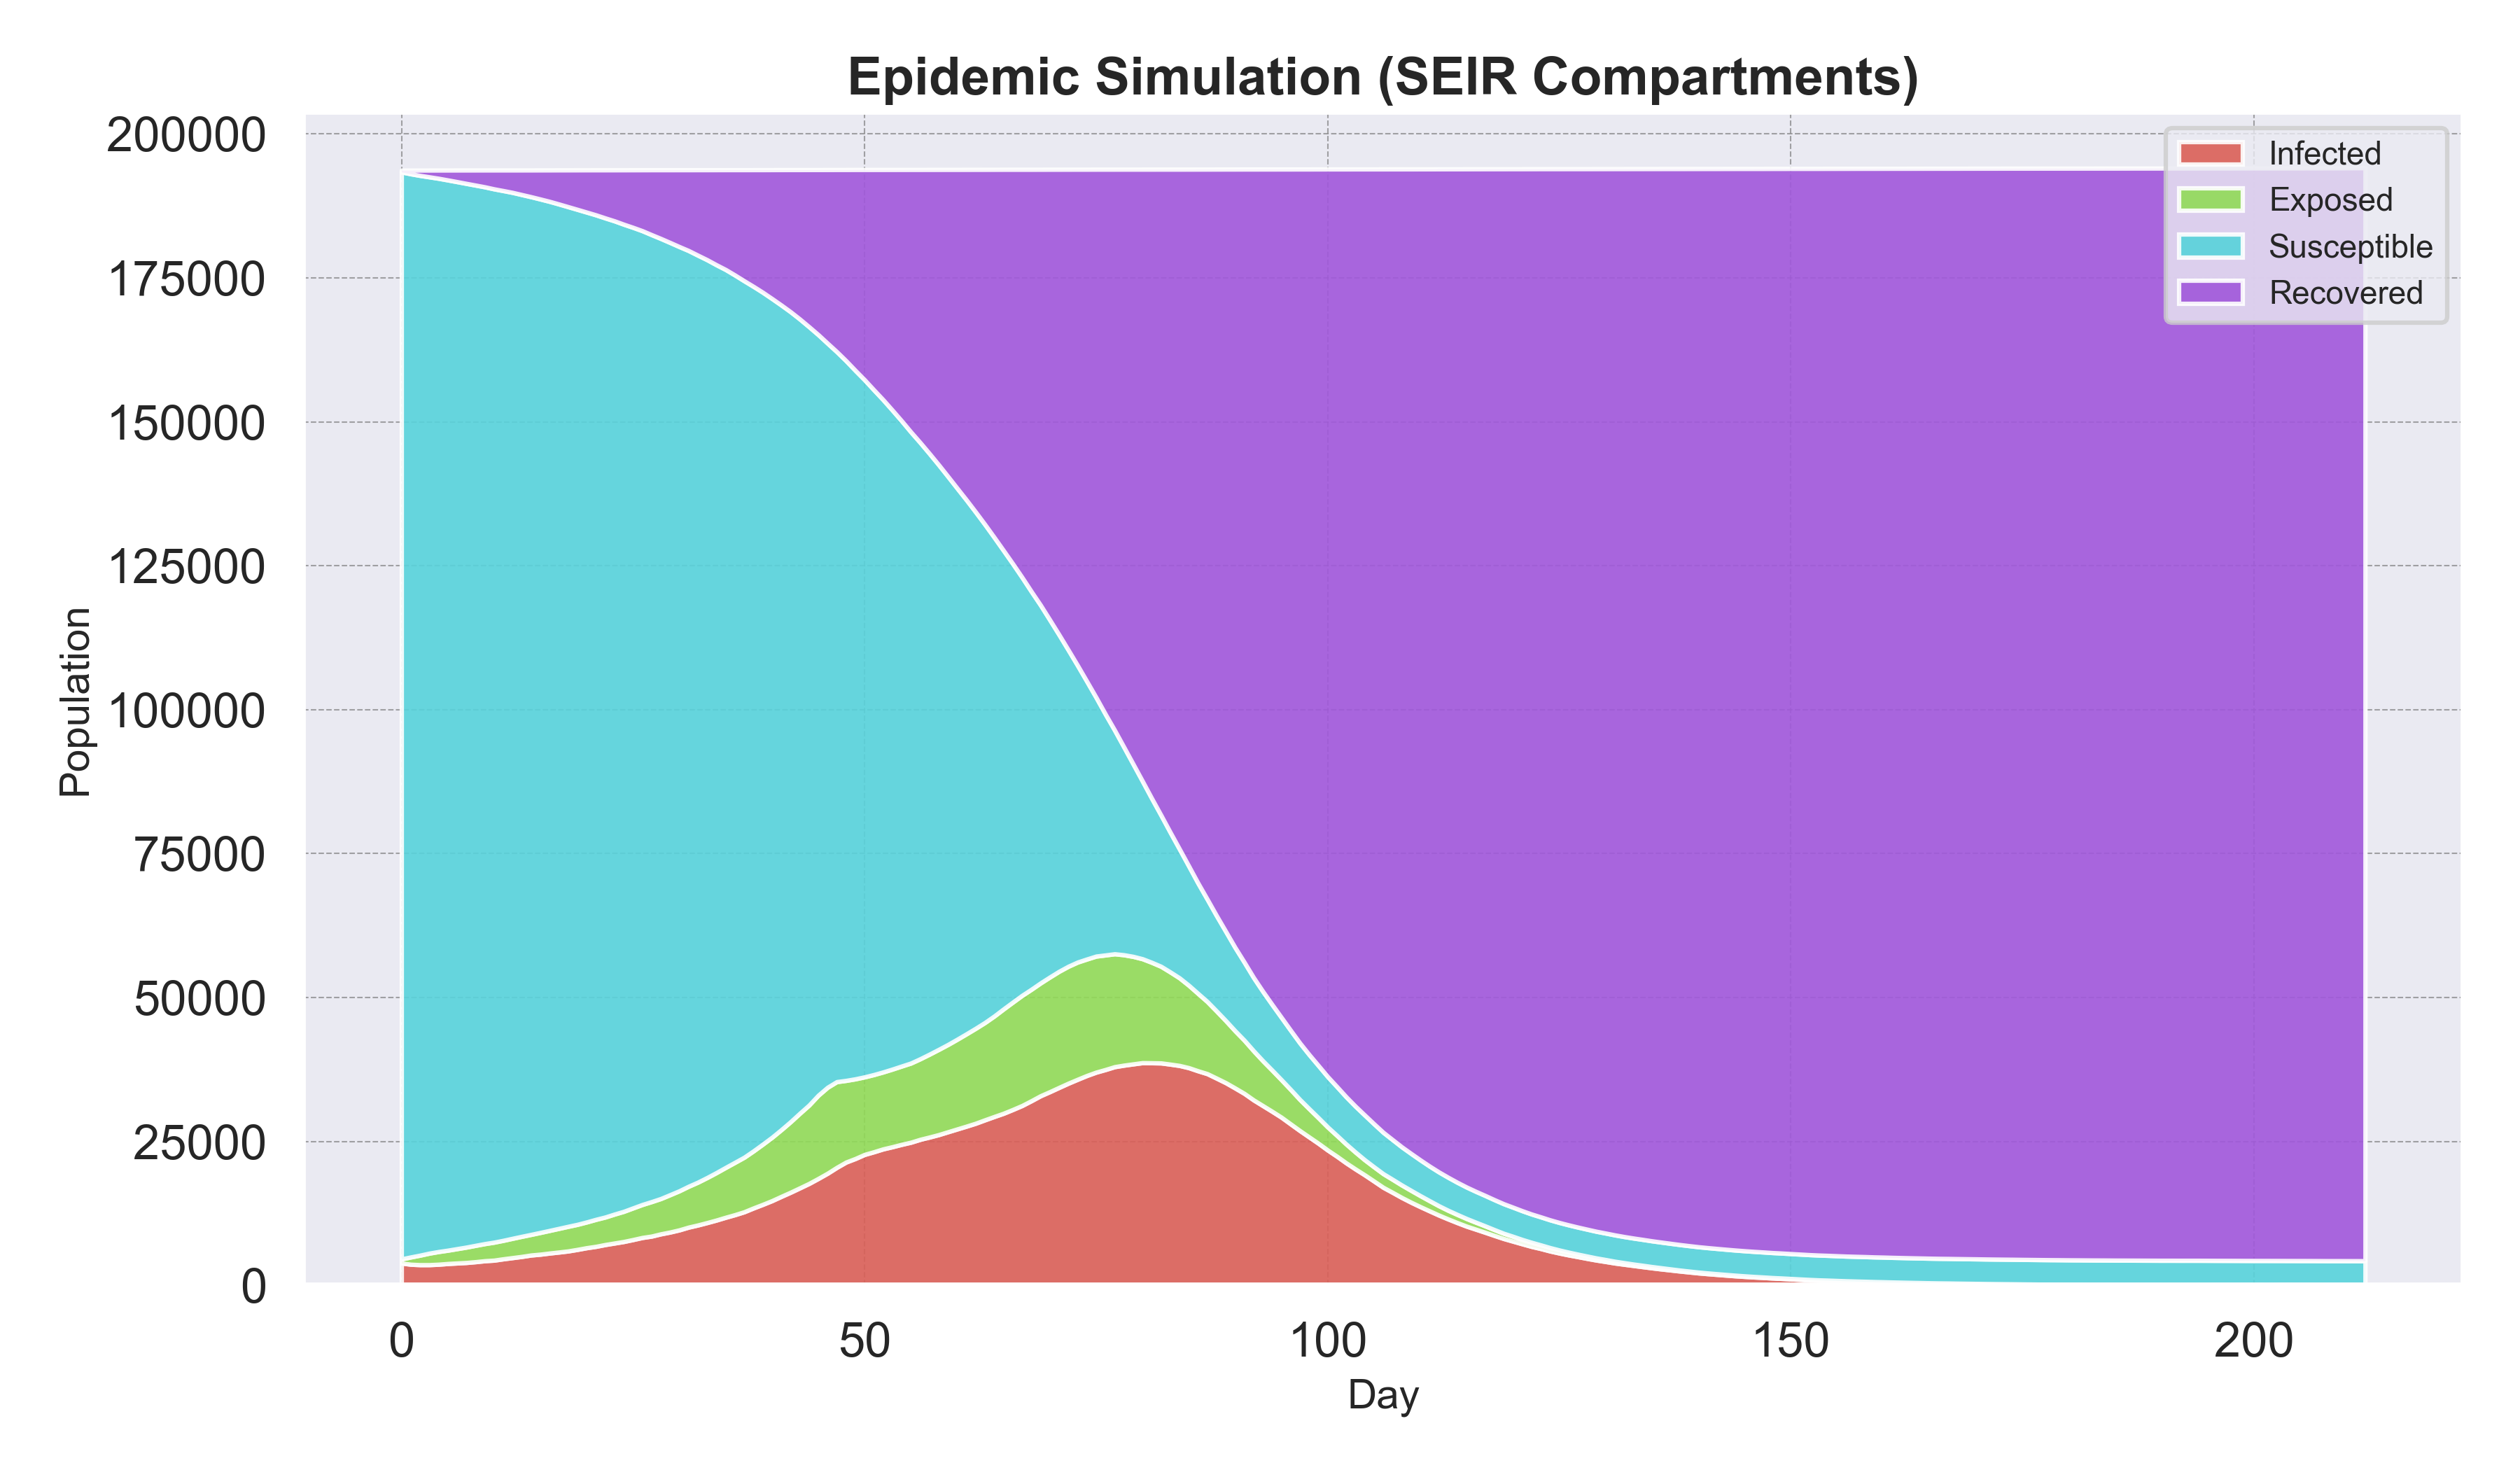 Epidemic Simulation (SEIR Compartments)
200000
175000
150000
125000
100000
75000
50000
25000
0
Population
Infected
Exposed
Susceptible
Recovered
0 50 100 150 200
Day